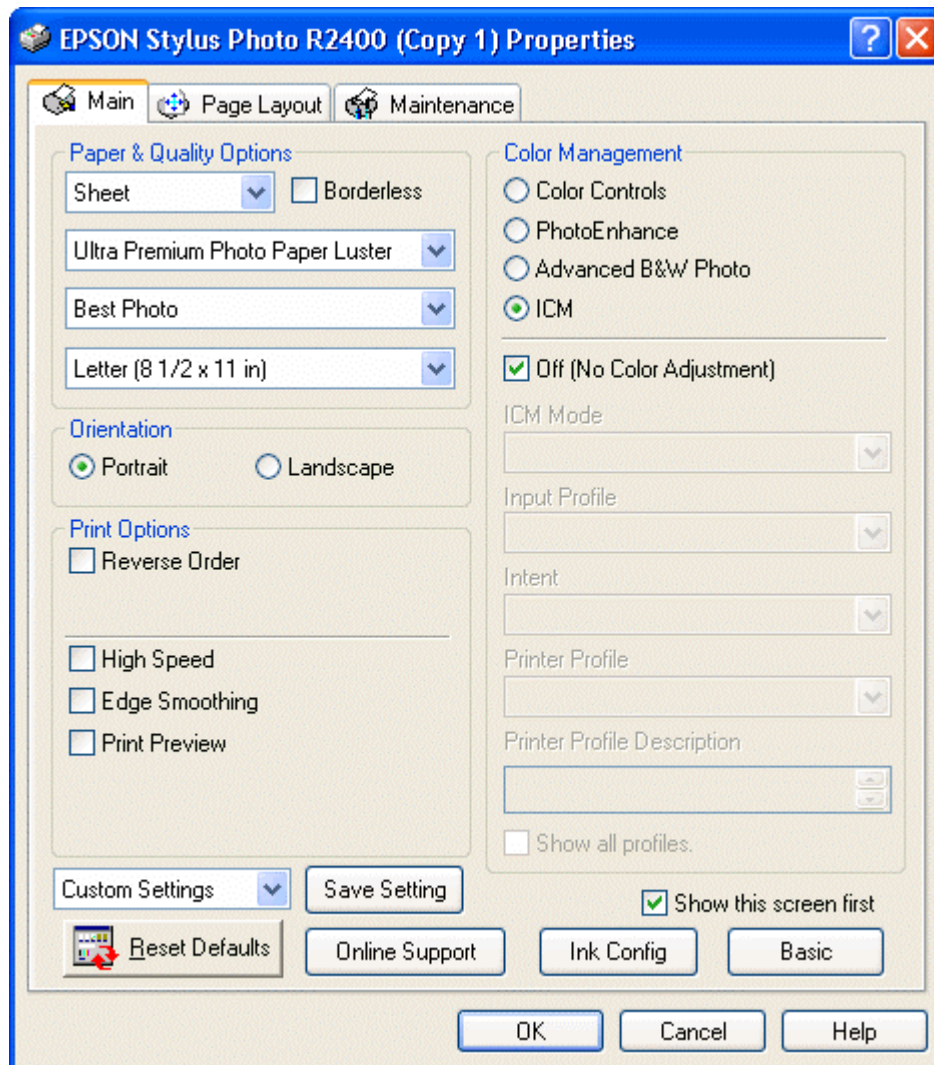 EPSON Stylus Photo R2400 (Copy 1) Properties
Main
Page Layout
Maintenance
Paper & Quality Options
Sheet
Borderless
Ultra Premium Photo Paper Luster
Best Photo
Letter (8 1/2 x 11 in)
Orientation
Portrait
Landscape
Print Options
Reverse Order
High Speed
Edge Smoothing
Print Preview
Color Management
Color Controls
PhotoEnhance
Advanced B&W Photo
ICM
Off (No Color Adjustment)
ICM Mode
Input Profile
Intent
Printer Profile
Printer Profile Description
Show all profiles.
Custom Settings
Save Setting
Show this screen first
Reset Defaults
Online Support
Ink Config
Basic
OK
Cancel
Help